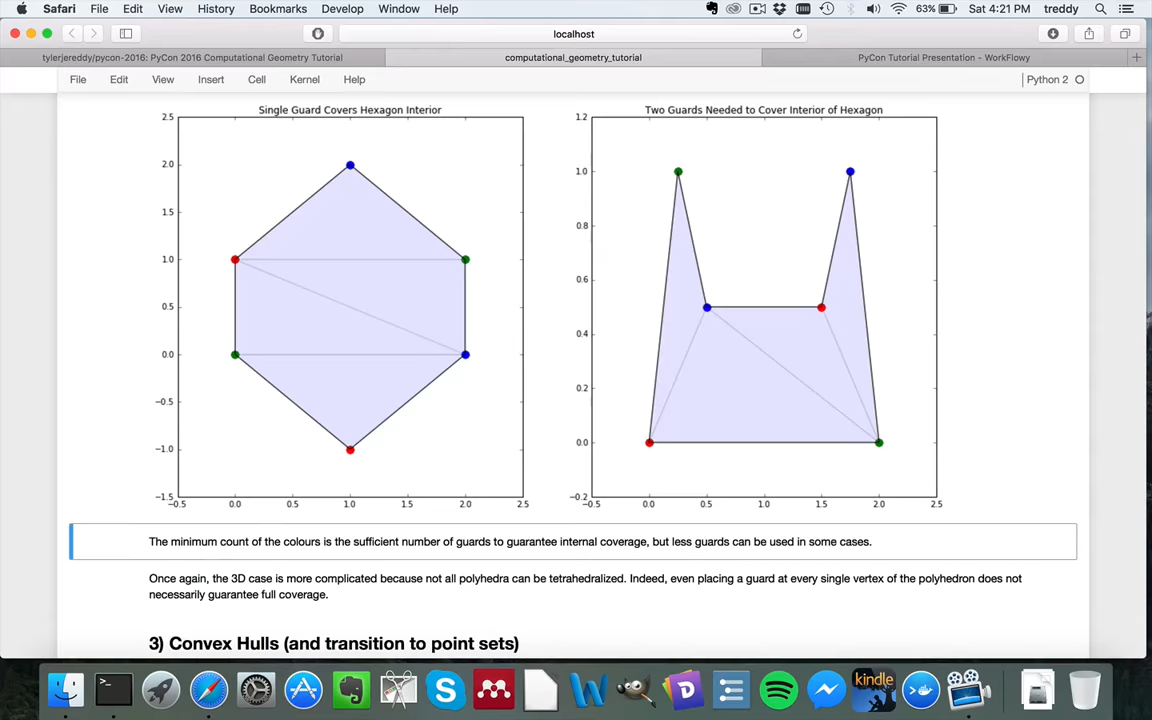 Safari File Edit View History Bookmarks Develop Window Help 63% Sat 4:21 PM treddy
localhost
tylerjereddy/pycon-2016: PyCon 2016 Computational Geometry Tutorial computational_geometry_tutorial PyCon Tutorial Presentation - WorkFlowy
File Edit View Insert Cell Kernel Help Python 2
Single Guard Covers Hexagon Interior
2.5
2.0
1.5
1.0
0.5
0.0
−0.5
−1.0
−1.5
−0.5 0.0 0.5 1.0 1.5 2.0 2.5
Two Guards Needed to Cover Interior of Hexagon
1.2
1.0
0.8
0.6
0.4
0.2
0.0
−0.2
−0.5 0.0 0.5 1.0 1.5 2.0 2.5
The minimum count of the colours is the sufficient number of guards to guarantee internal coverage, but less guards can be used in some cases.
Once again, the 3D case is more complicated because not all polyhedra can be tetrahedralized. Indeed, even placing a guard at every single vertex of the polyhedron does not
necessarily guarantee full coverage.
3) Convex Hulls (and transition to point sets)
kindle